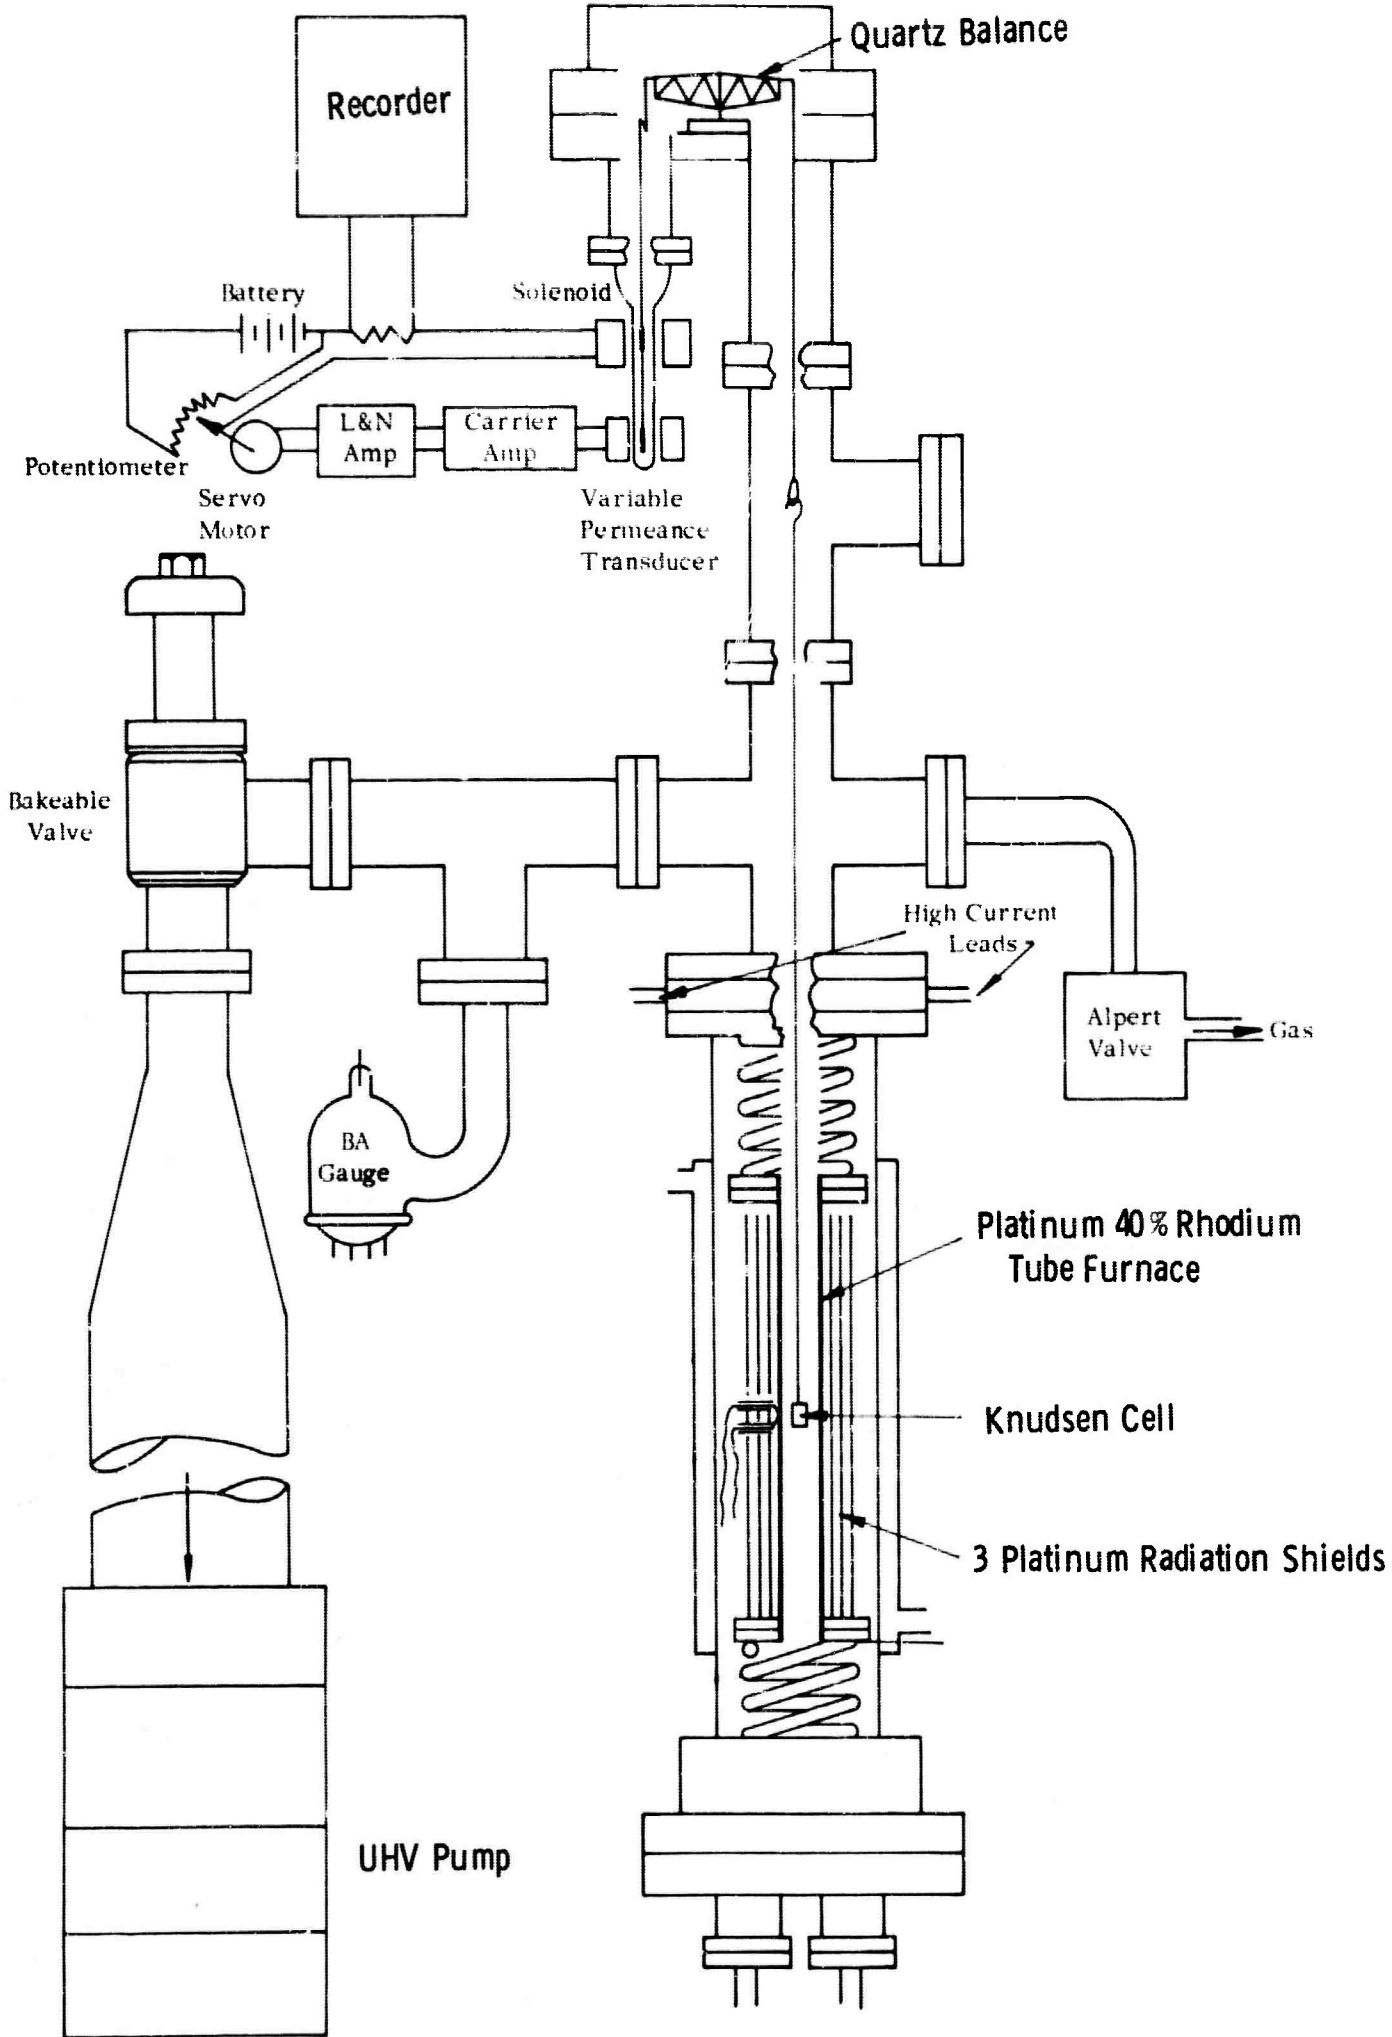 Quartz Balance
Recorder
Battery
Solenoid
L&N
Amp
Carrier
Amp
Potentiometer
Servo
Motor
Variable
Permeance
Transducer
Bakeable
Valve
High Current
Leads
Alpert
Valve
Gas
BA
Gauge
Platinum 40% Rhodium
Tube Furnace
Knudsen Cell
3 Platinum Radiation Shields
UHV Pump